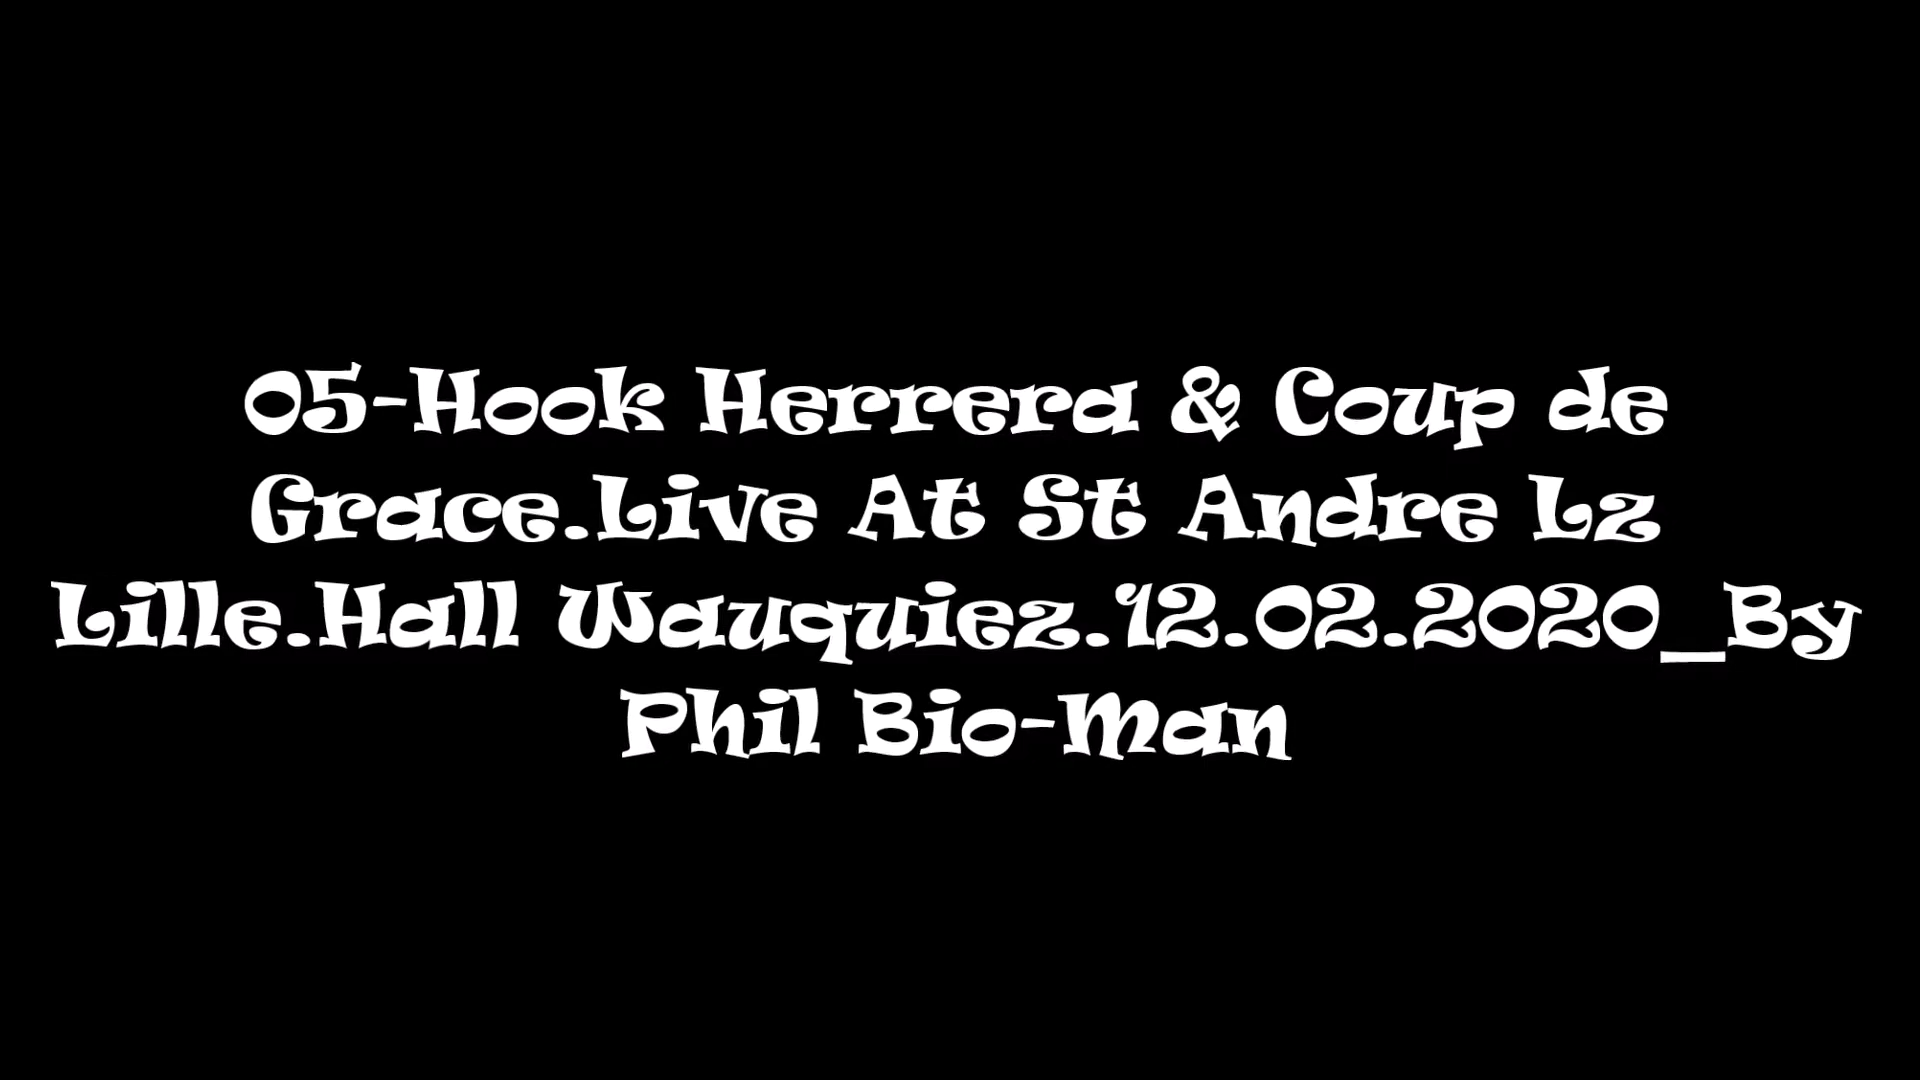 05-Hook Herrera & Coup de
Grace.Live At St Andre Lz
Lille.Hall Wauquiez.12.02.2020_By
Phil Bio-Man